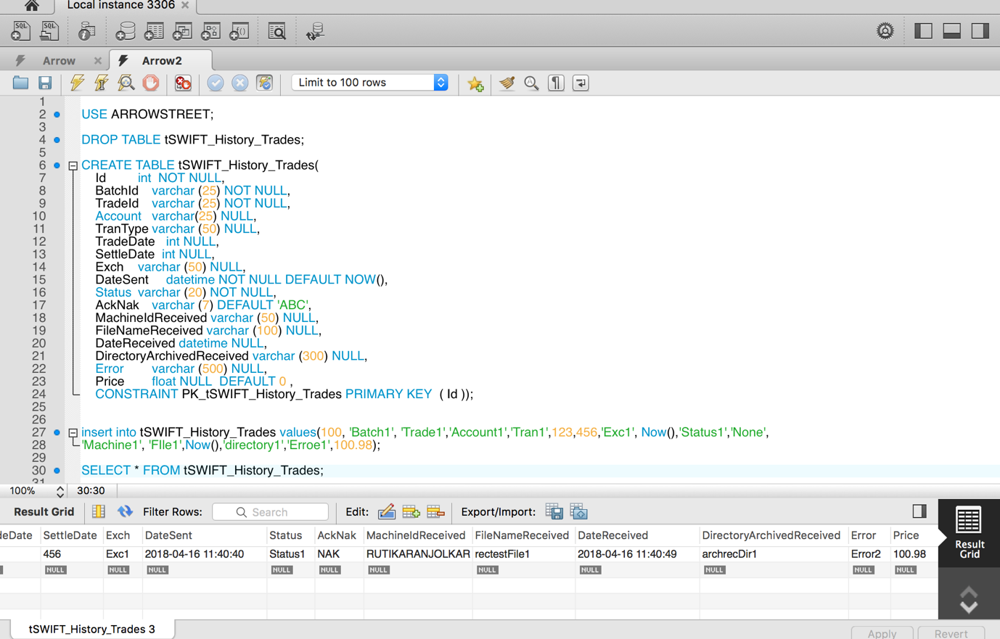 Local instance 3306
Arrow
Arrow2
Limit to 100 rows
1
2 USE ARROWSTREET;
3
4 DROP TABLE tSWIFT_History_Trades;
5
6 CREATE TABLE tSWIFT_History_Trades(
7 Id int NOT NULL,
8 BatchId varchar (25) NOT NULL,
9 TradeId varchar (25) NOT NULL,
10 Account varchar(25) NULL,
11 TranType varchar (50) NULL,
12 TradeDate int NULL,
13 SettleDate int NULL,
14 Exch varchar (50) NULL,
15 DateSent datetime NOT NULL DEFAULT NOW(),
16 Status varchar (20) NOT NULL,
17 AckNak varchar (7) DEFAULT 'ABC',
18 MachineIdReceived varchar (50) NULL,
19 FileNameReceived varchar (100) NULL,
20 DateReceived datetime NULL,
21 DirectoryArchivedReceived varchar (300) NULL,
22 Error varchar (500) NULL,
23 Price float NULL DEFAULT 0 ,
24 CONSTRAINT PK_tSWIFT_History_Trades PRIMARY KEY ( Id ));
25
26
27 insert into tSWIFT_History_Trades values(100, 'Batch1', 'Trade1','Account1','Tran1',123,456,'Exc1', Now(),'Status1','None',
28 'Machine1', 'FIle1',Now(),'directory1','Erroe1',100.98);
29
30 SELECT * FROM tSWIFT_History_Trades;
31
100% 30:30
Result Grid Filter Rows: Search Edit: Export/Import:
deDate SettleDate Exch DateSent Status AckNak MachineIdReceived FileNameReceived DateReceived DirectoryArchivedReceived Error Price
456 Exc1 2018-04-16 11:40:40 Status1 NAK RUTIKARANJOLKAR rectestFile1 2018-04-16 11:40:49 archrecDir1 Error2 100.98
NULL NULL NULL NULL NULL NULL NULL NULL NULL NULL NULL
Result
Grid
tSWIFT_History_Trades 3
Apply Revert